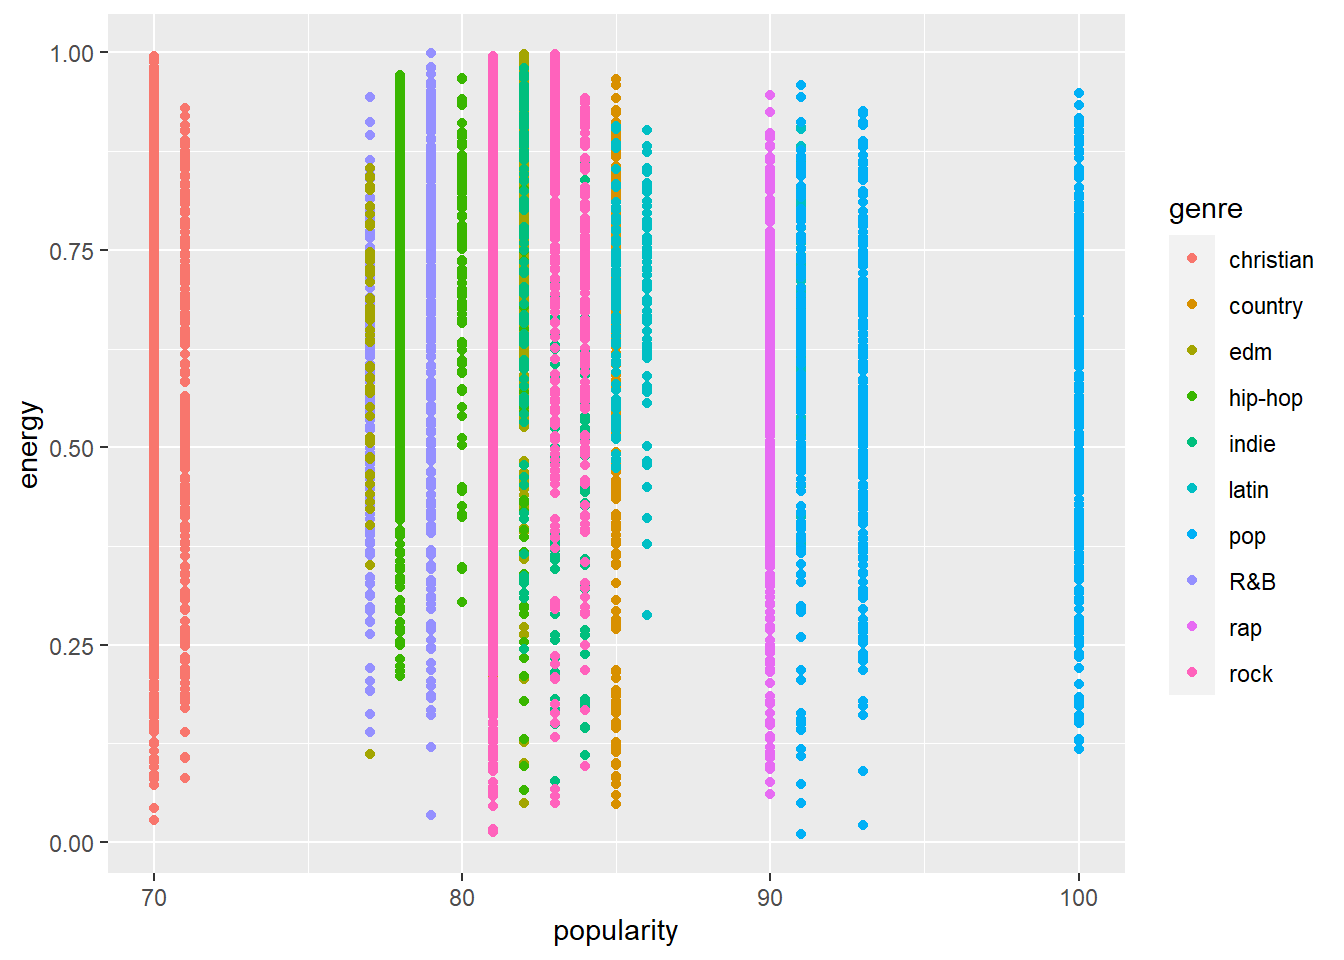 1.00
0.75
0.50
0.25
0.00
energy
70
80
90
100
popularity
genre
christian
country
edm
hip-hop
indie
latin
pop
R&B
rap
rock